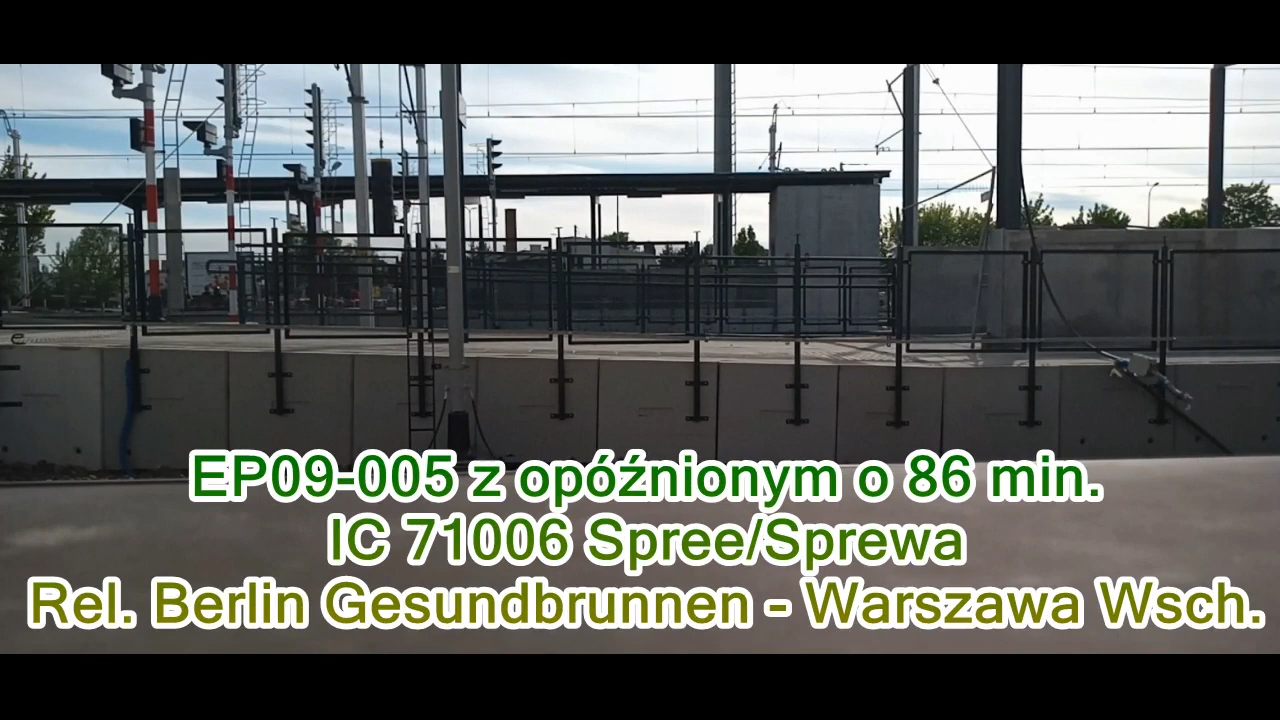 EP09-005 z opóźnionym o 86 min.
IC 71006 Spree/Sprewa
Rel. Berlin Gesundbrunnen - Warszawa Wsch.